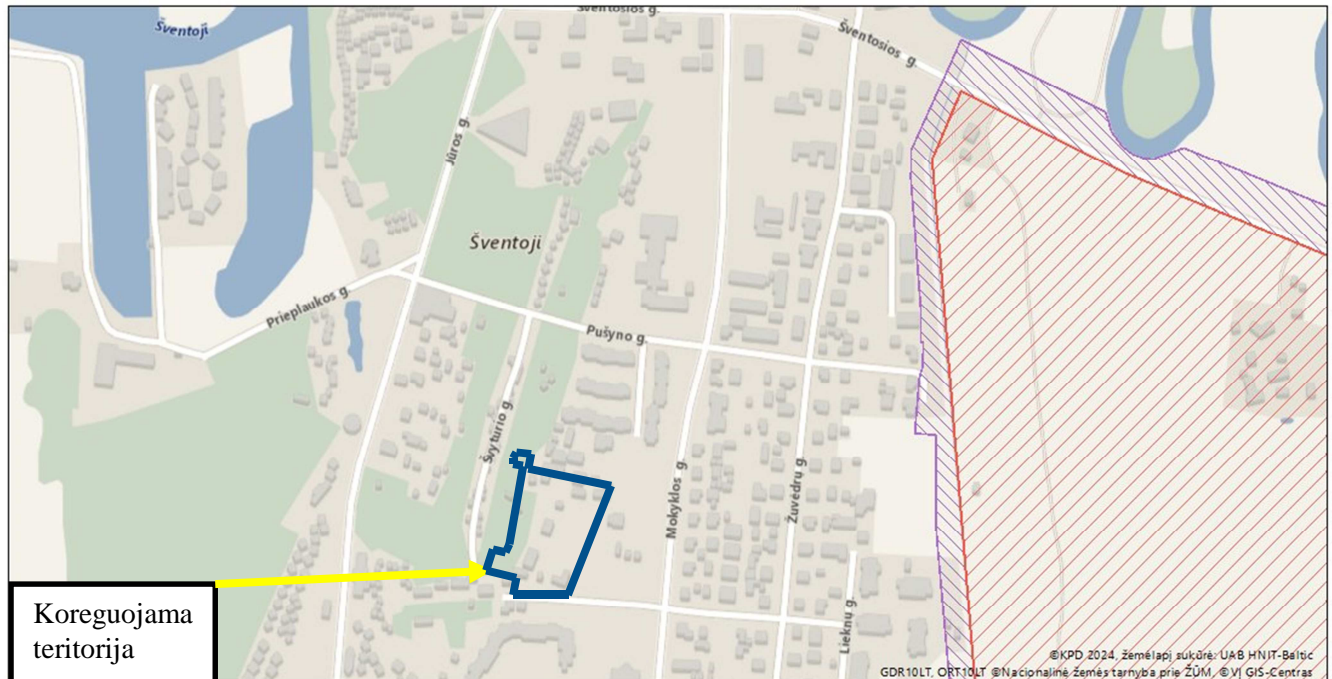 Šventosios g.
Šventoji
Šventosios g.
Jūros g.
Šventoji
Prieplaukos g.
Pušyno g.
Švyturio g.
Mokyklos g.
Žuvėdrų g.
Lieknų g.
Koreguojama
teritorija
©KPD 2024, žemėlapį sukūrė: UAB HNIT-Baltic
GDR10LT, ORT10LT ©Nacionalinė žemės tarnyba prie ŽŪM, ©VĮ GIS-Centras